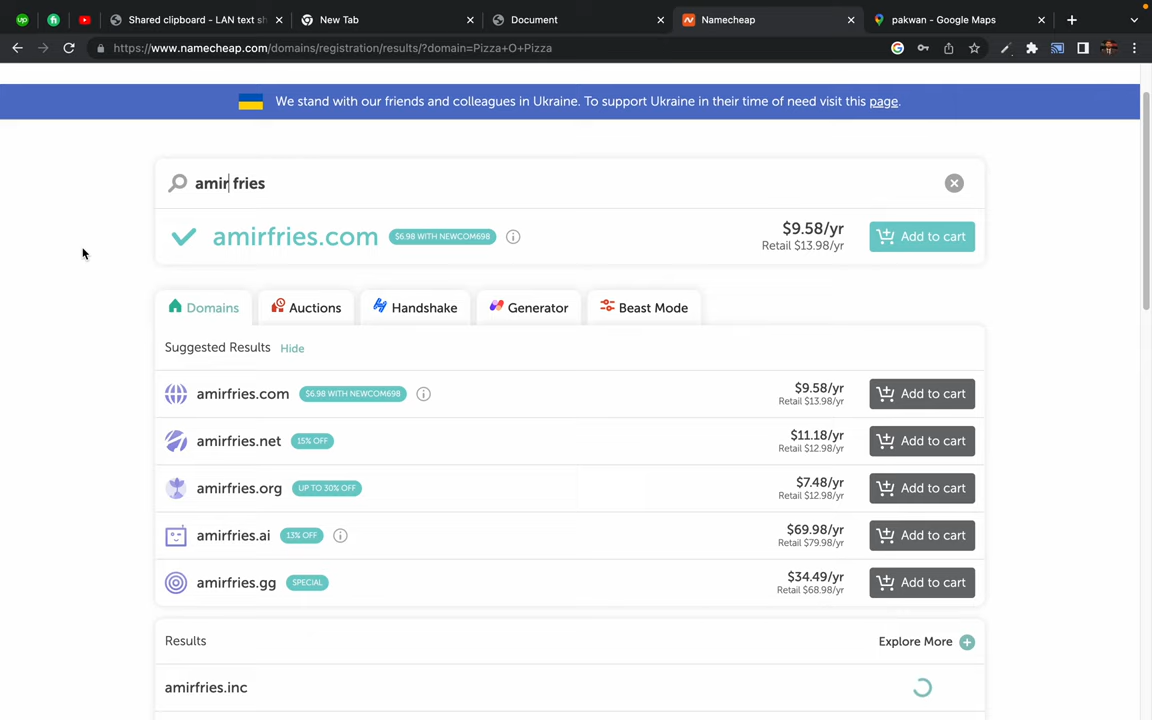 Shared clipboard - LAN text sh
New Tab
Document
Namecheap
pakwan - Google Maps
https://www.namecheap.com/domains/registration/results/?domain=Pizza+O+Pizza
We stand with our friends and colleagues in Ukraine. To support Ukraine in their time of need visit this page.
amir fries
amirfries.com $6.98 WITH NEWCOM698 $9.58/yr Add to cart
Retail $13.98/yr
Domains Auctions Handshake Generator Beast Mode
Suggested Results Hide
amirfries.com $6.98 WITH NEWCOM698 $9.58/yr Add to cart
Retail $13.98/yr
amirfries.net 15% OFF $11.18/yr Add to cart
Retail $12.98/yr
amirfries.org UP TO 30% OFF $7.48/yr Add to cart
Retail $12.98/yr
amirfries.ai 13% OFF $69.98/yr Add to cart
Retail $79.98/yr
amirfries.gg SPECIAL $34.49/yr Add to cart
Retail $68.98/yr
Results Explore More
amirfries.inc